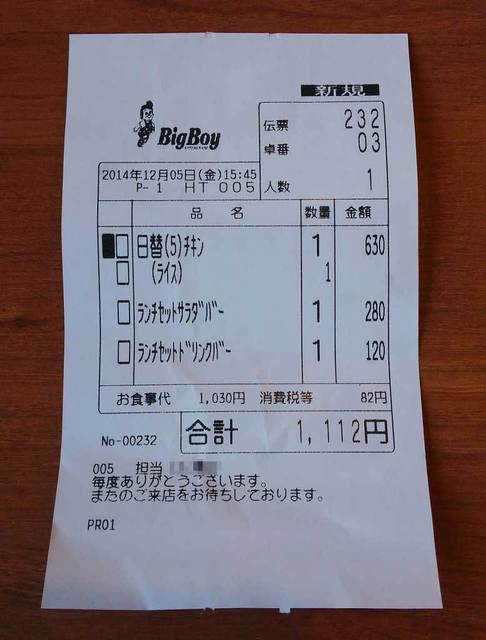 新規
BigBoy
伝票 232
卓番 03
2014年12月05日(金)15:45
P- 1 HT 005
人数 1
品名 数量 金額
日替(5)ﾁｷﾝ 1 630
(ﾗｲｽ) 1
ﾗﾝﾁｾｯﾄｻﾗﾀﾞﾊﾞｰ 1 280
ﾗﾝﾁｾｯﾄﾄﾞﾘﾝｸﾊﾞｰ 1 120
お食事代 1,030円 消費税等 82円
No-00232 合計 1,112円
005 担当
毎度ありがとうございます。
またのご来店をお待ちしております。
PR01